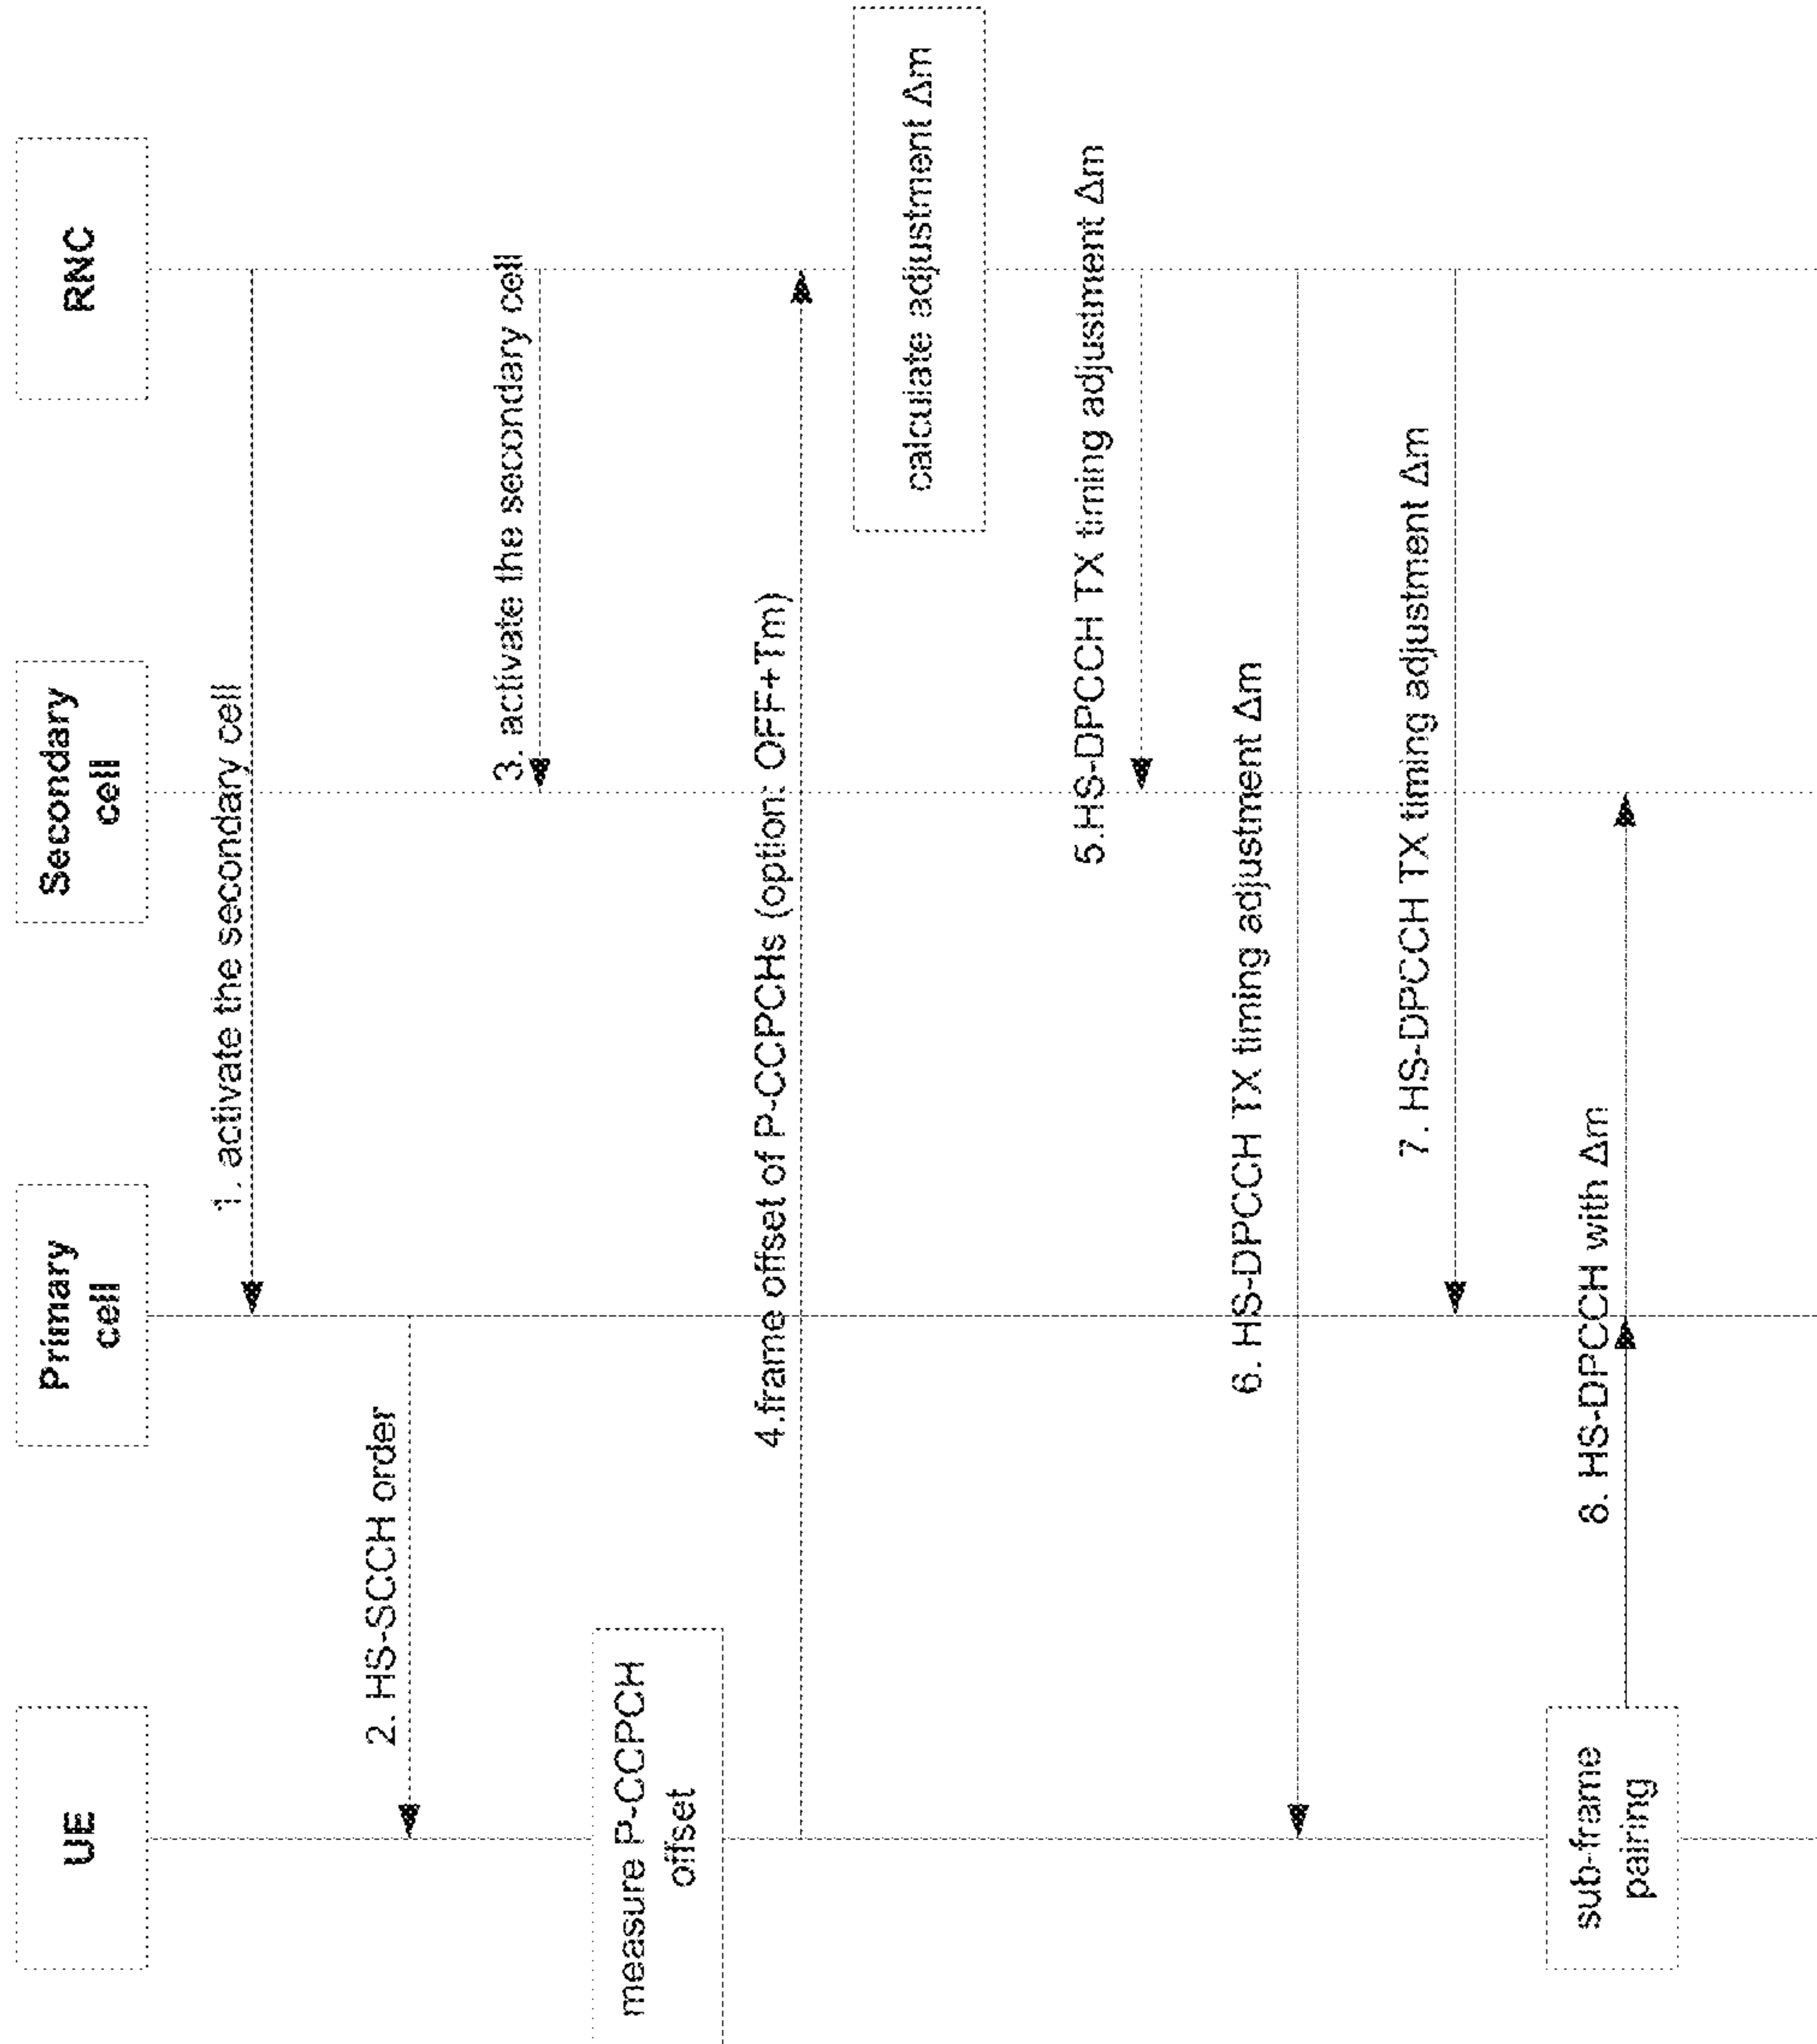 UE
Primary
cell
Secondary
cell
RNC
1. activate the secondary cell
2. HS-SCCH order
3. activate the secondary cell
measure P-CCPCH
offset
4.frame offset of P-CCPCHs (option: OFF+Tm)
calculate adjustment Δm
5.HS-DPCCH TX timing adjustment Δm
6. HS-DPCCH TX timing adjustment Δm
7. HS-DPCCH TX timing adjustment Δm
sub-frame
pairing
8. HS-DPCCH with Δm